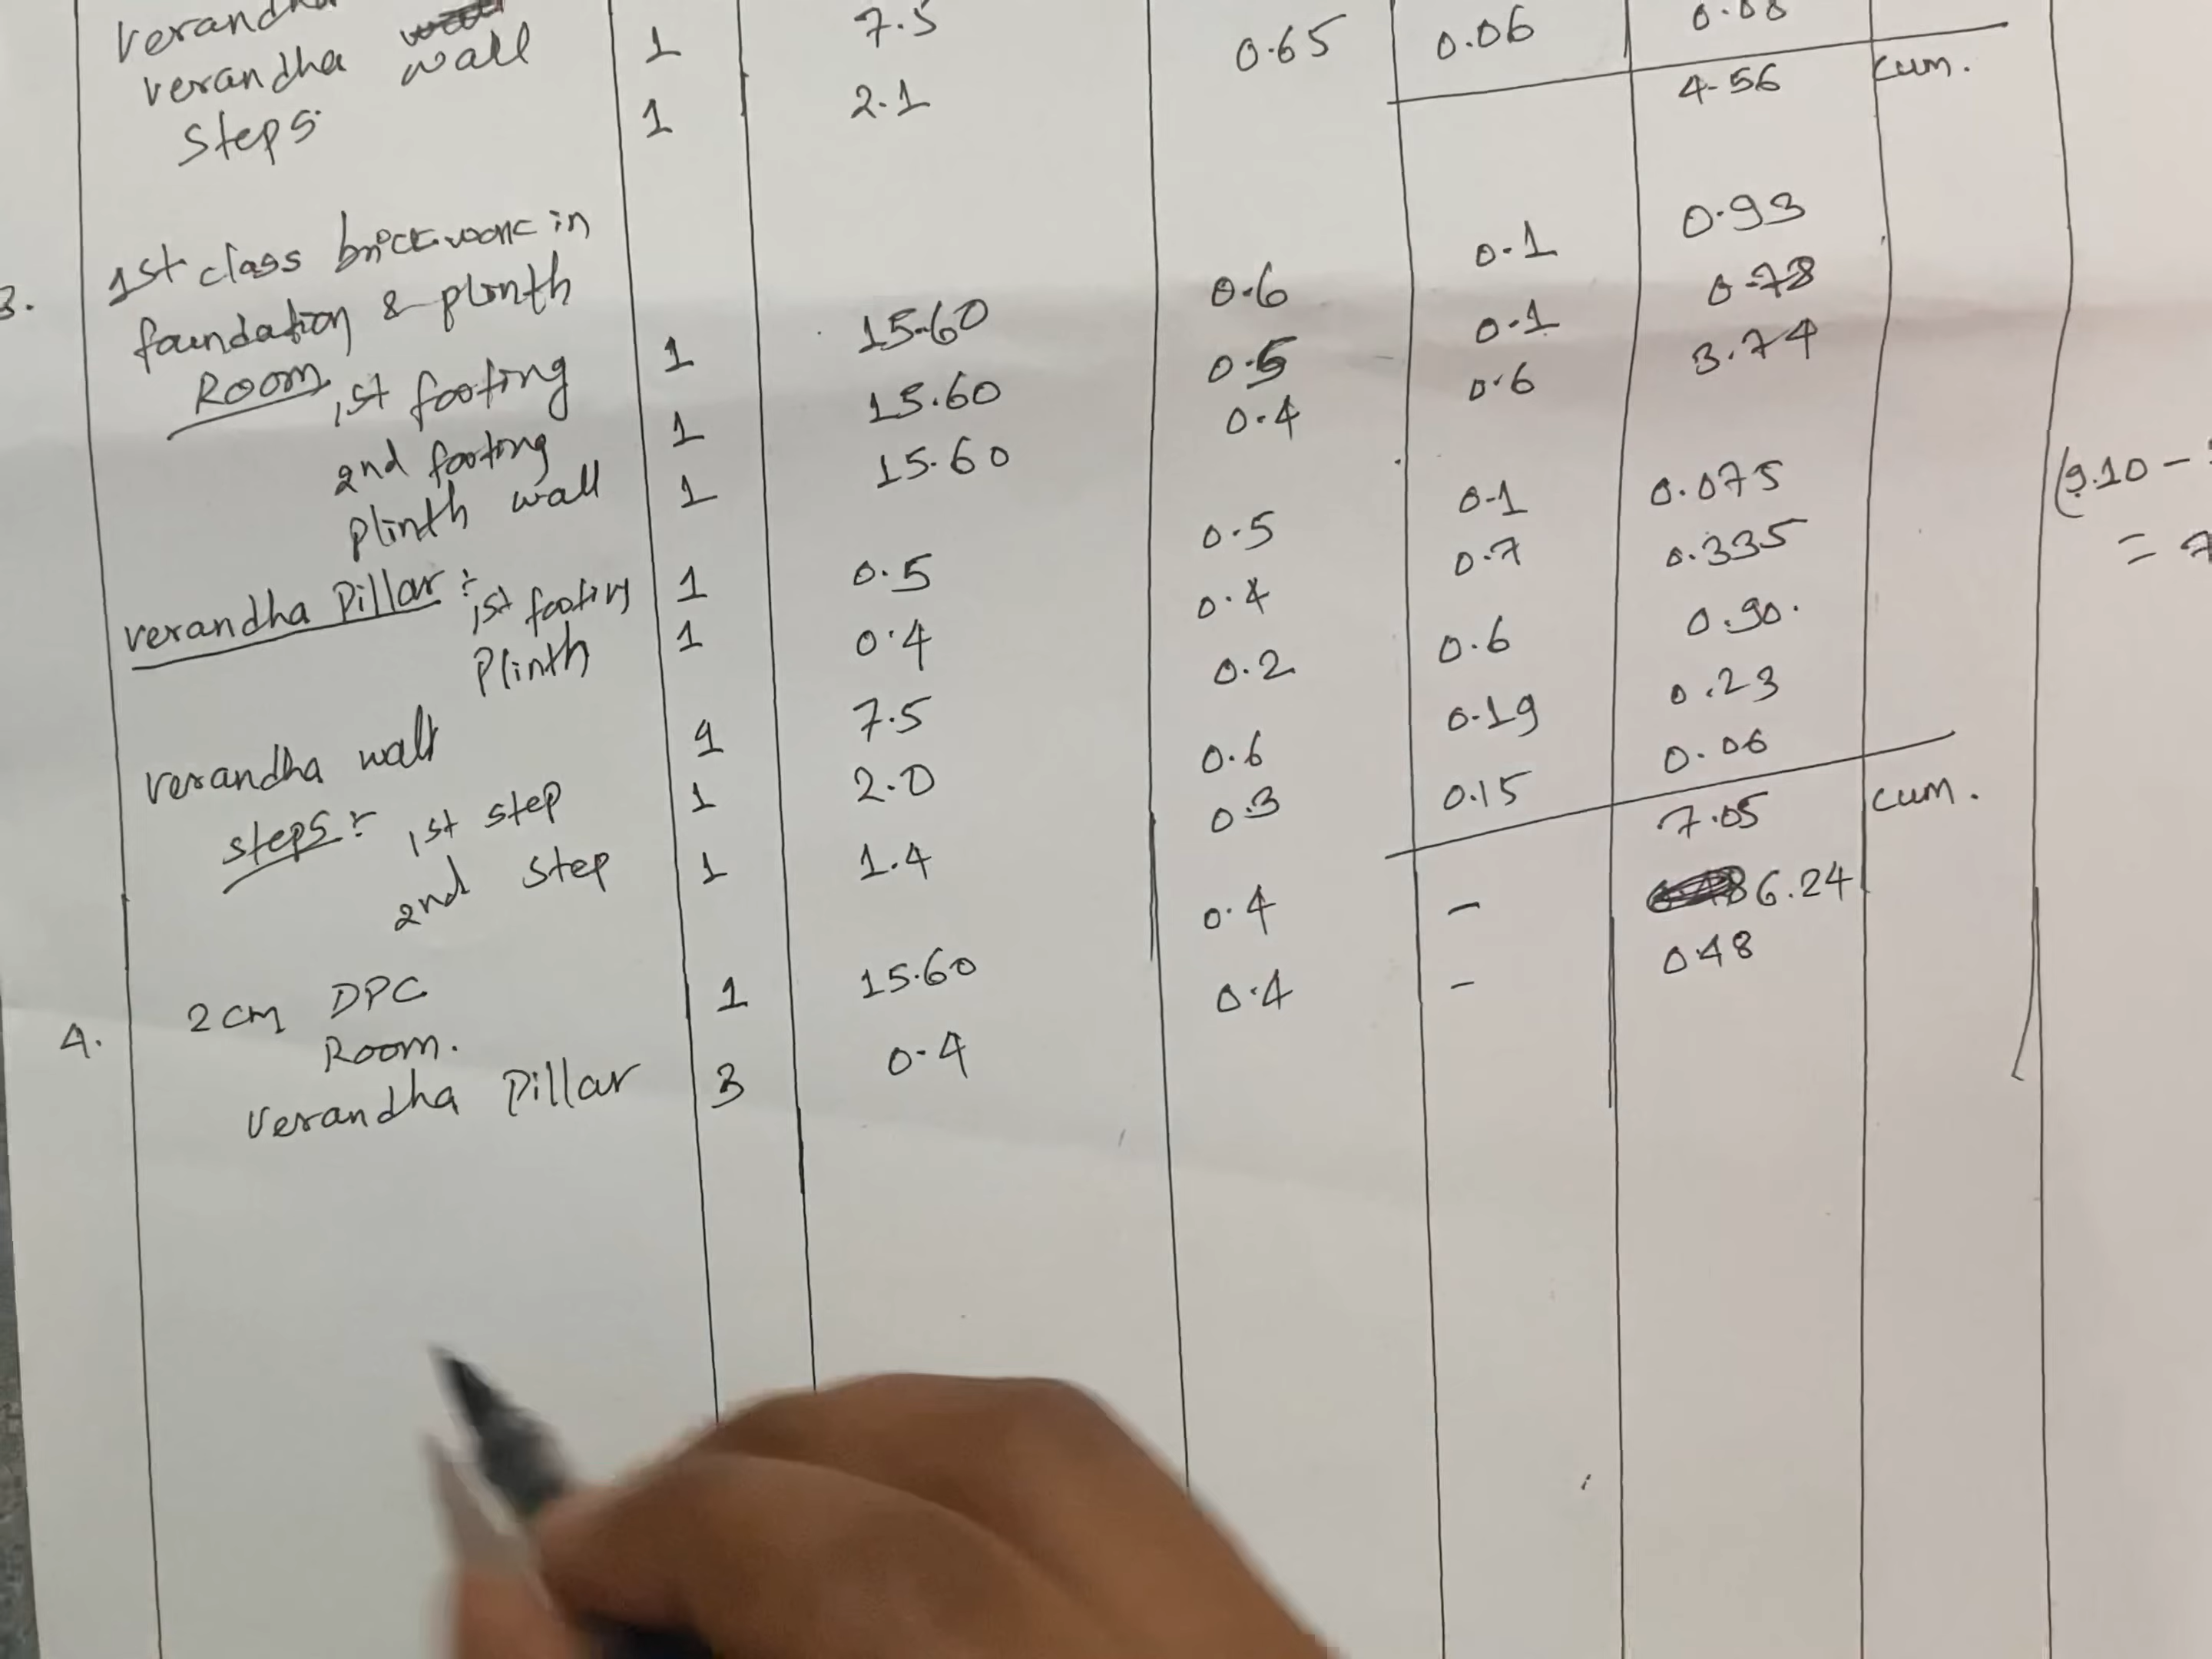 verandha
verandha wall 1 7.5
Steps 1 2.1 0.65 0.06 0.08
4.56 cum.
3. 1st class brickwork in
foundation & plinth
Room 1st footing 1 15.60 0.6 0.1 0.93
2nd footing 1 15.60 0.5 0.1 0.78
Plinth wall 1 15.60 0.4 0.6 3.74
verandha Pillar :- 1st footing 1 0.5 0.5 0.1 0.075
Plinth 1 0.4 0.4 0.7 0.335
verandha wall 1 7.5 0.2 0.6 0.90.
steps :- 1st step 1 2.0 0.6 0.19 0.23
2nd step 1 1.4 0.3 0.15 0.06
7.05 cum.
4. 2cm DPC
Room. 1 15.60 0.4 - 6.24
Verandha Pillar 3 0.4 0.4 - 0.48
(9.10 -
= 7